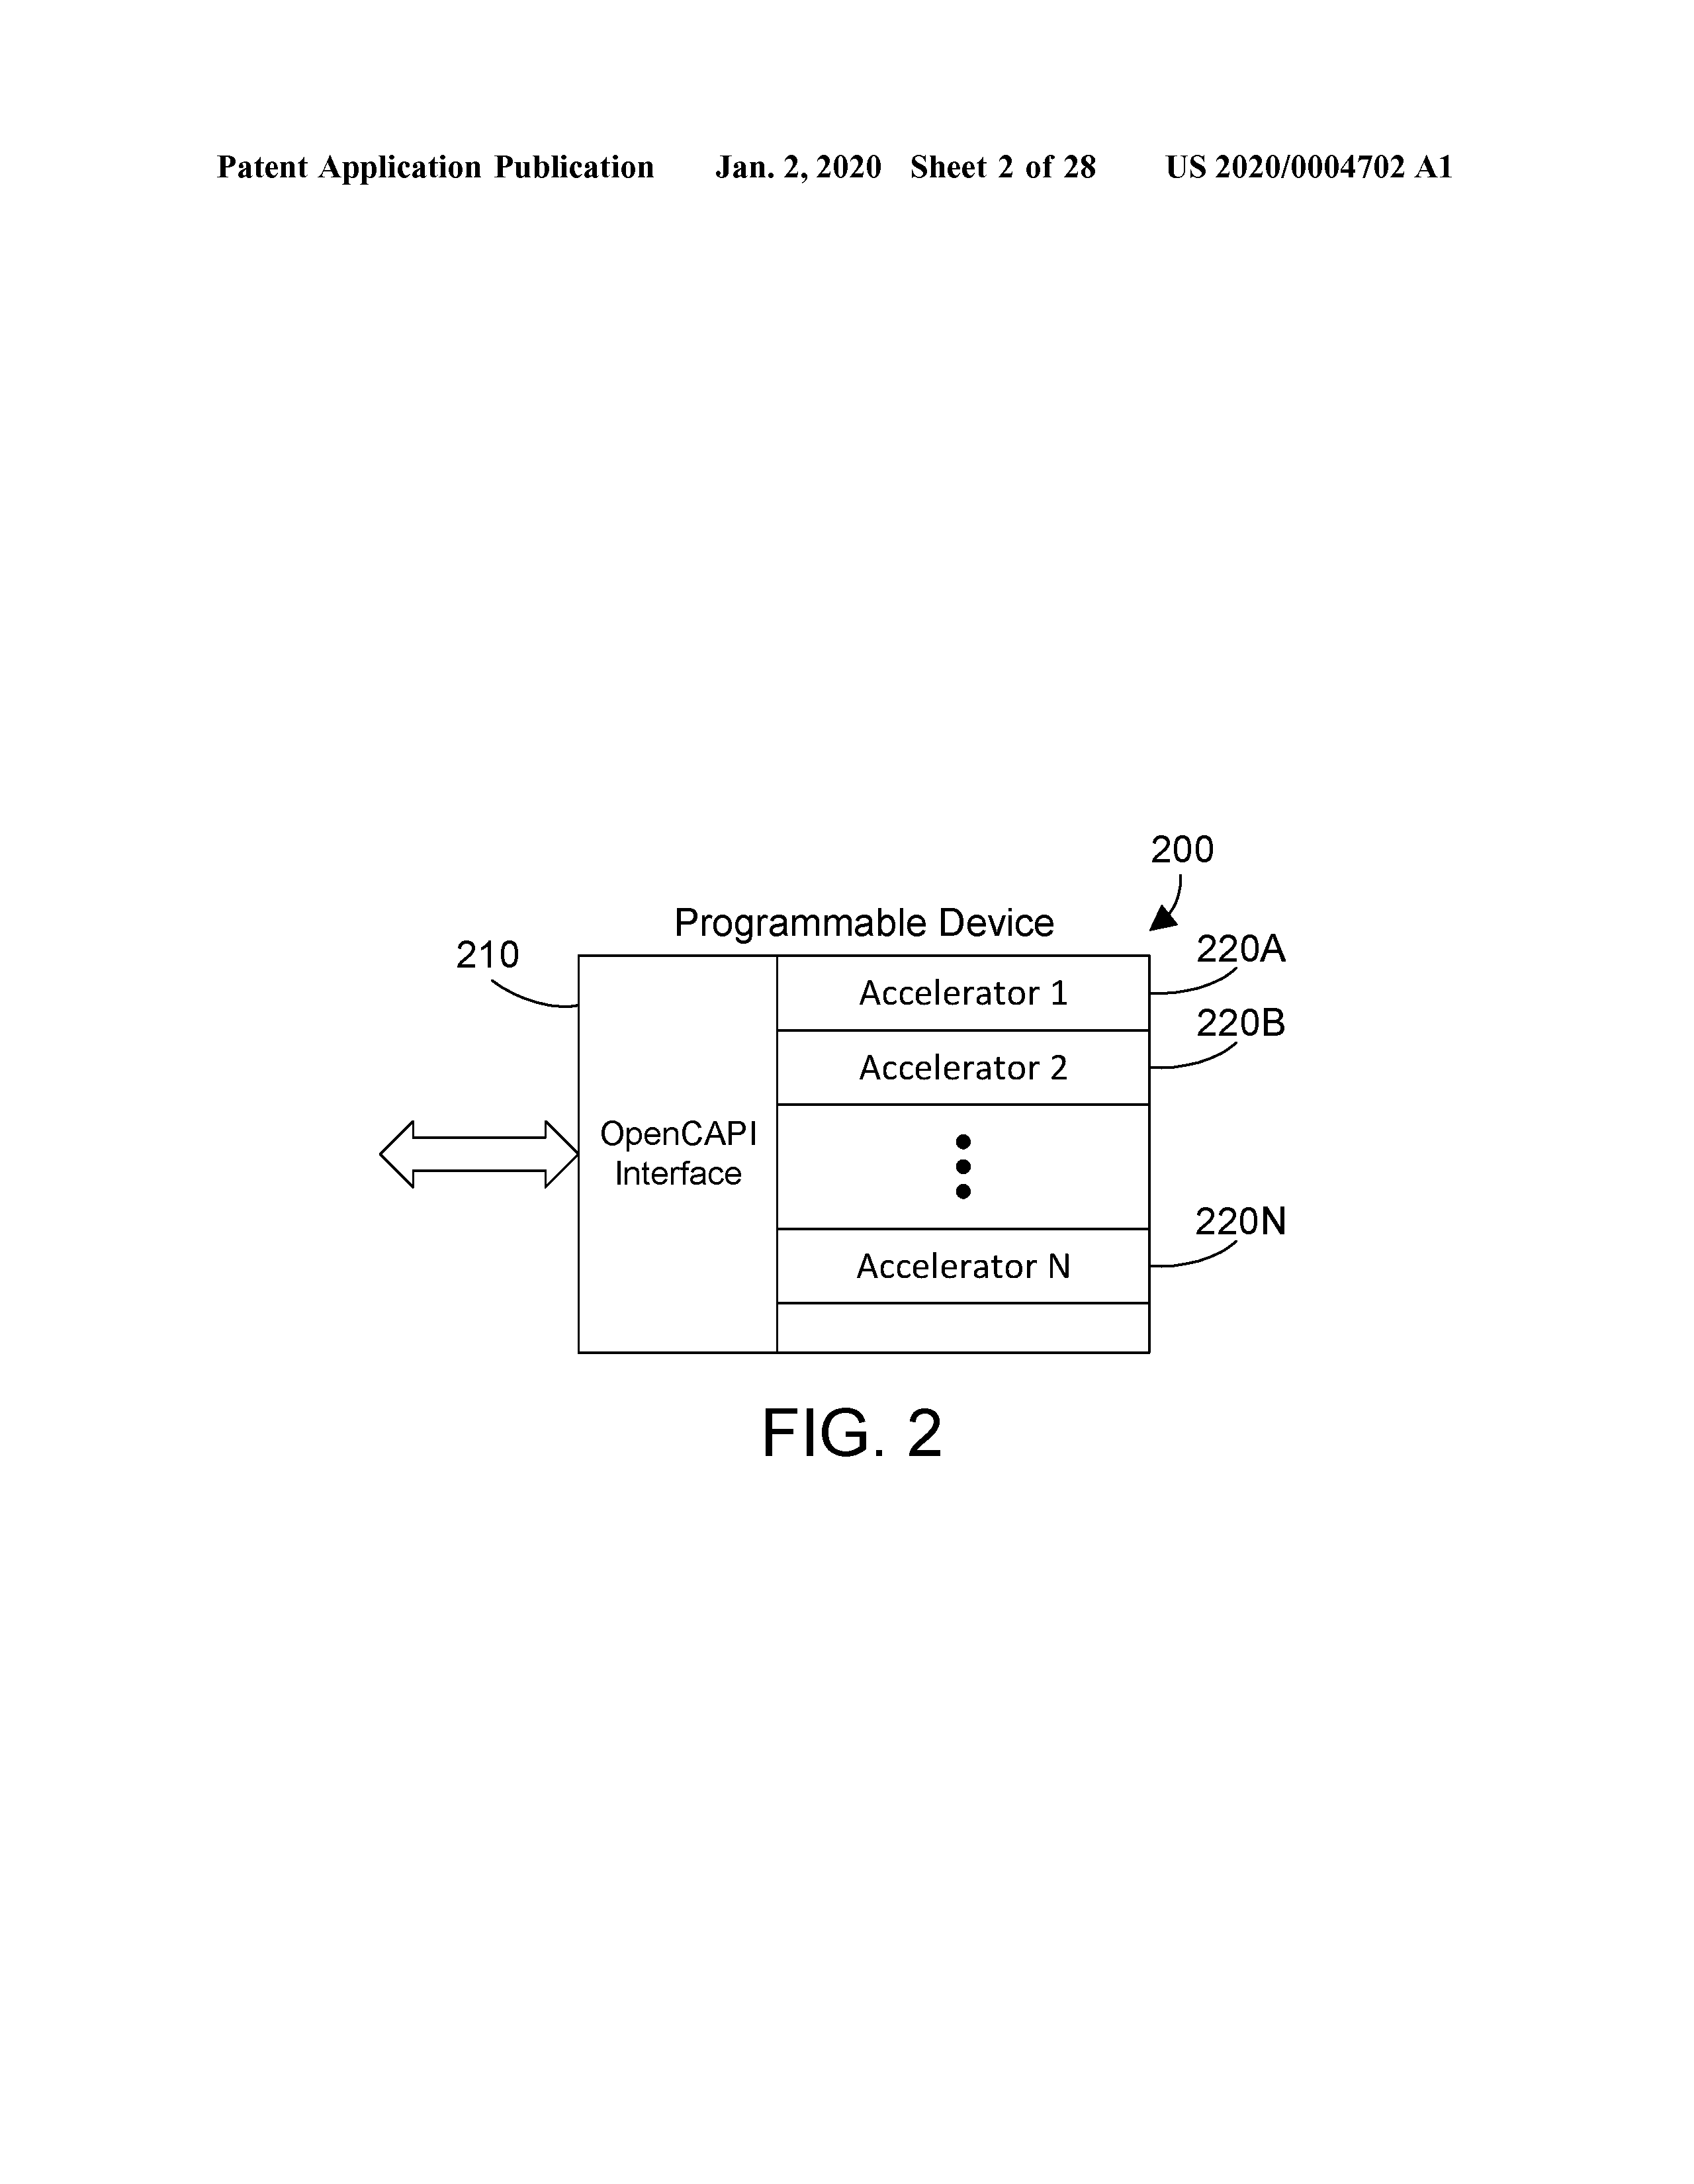 Patent Application Publication Jan. 2, 2020 Sheet 2 of 28 US 2020/0004702 A1
200
Programmable Device
210
220A
Accelerator 1
220B
Accelerator 2
OpenCAPI
Interface
220N
Accelerator N
FIG. 2